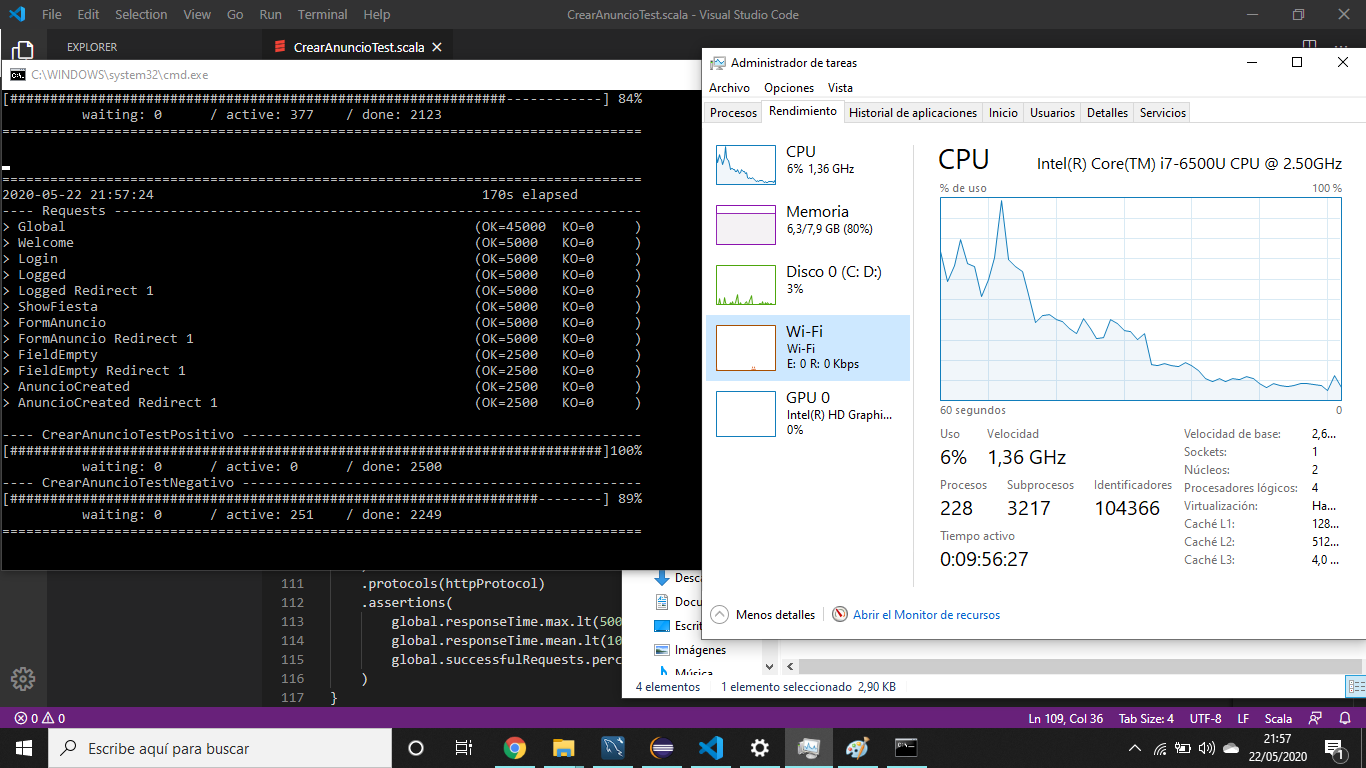 File Edit Selection View Go Run Terminal Help CrearAnuncioTest.scala - Visual Studio Code
EXPLORER CrearAnuncioTest.scala
C:\WINDOWS\system32\cmd.exe
[##############################################################------------] 84%
waiting: 0 / active: 377 / done: 2123
================================================================================
================================================================================
2020-05-22 21:57:24 170s elapsed
---- Requests ------------------------------------------------------------------
> Global (OK=45000 KO=0 )
> Welcome (OK=5000 KO=0 )
> Login (OK=5000 KO=0 )
> Logged (OK=5000 KO=0 )
> Logged Redirect 1 (OK=5000 KO=0 )
> ShowFiesta (OK=5000 KO=0 )
> FormAnuncio (OK=5000 KO=0 )
> FormAnuncio Redirect 1 (OK=5000 KO=0 )
> FieldEmpty (OK=2500 KO=0 )
> FieldEmpty Redirect 1 (OK=2500 KO=0 )
> AnuncioCreated (OK=2500 KO=0 )
> AnuncioCreated Redirect 1 (OK=2500 KO=0 )
---- CrearAnuncioTestPositivo --------------------------------------------------
[##########################################################################]100%
waiting: 0 / active: 0 / done: 2500
---- CrearAnuncioTestNegativo --------------------------------------------------
[##################################################################--------] 89%
waiting: 0 / active: 251 / done: 2249
================================================================================
111 .protocols(httpProtocol)
112 .assertions(
113 global.responseTime.max.lt(500
114 global.responseTime.mean.lt(10
115 global.successfulRequests.perc
116 )
117 }
Administrador de tareas
Archivo Opciones Vista
Procesos Rendimiento Historial de aplicaciones Inicio Usuarios Detalles Servicios
CPU
6% 1,36 GHz
Memoria
6,3/7,9 GB (80%)
Disco 0 (C: D:)
3%
Wi-Fi
Wi-Fi
E: 0 R: 0 Kbps
GPU 0
Intel(R) HD Graphi...
0%
CPU Intel(R) Core(TM) i7-6500U CPU @ 2.50GHz
% de uso 100 %
60 segundos 0
Uso Velocidad
6% 1,36 GHz
Procesos Subprocesos Identificadores
228 3217 104366
Tiempo activo
0:09:56:27
Velocidad de base: 2,6...
Sockets: 1
Núcleos: 2
Procesadores lógicos: 4
Virtualización: Ha...
Caché L1: 128...
Caché L2: 512...
Caché L3: 4,0 ...
Menos detalles Abrir el Monitor de recursos
Desca
Docu
Escrit
Imágenes
Música
4 elementos 1 elemento seleccionado 2,90 KB
0 0 Ln 109, Col 36 Tab Size: 4 UTF-8 LF Scala
Escribe aquí para buscar
21:57
22/05/2020
1